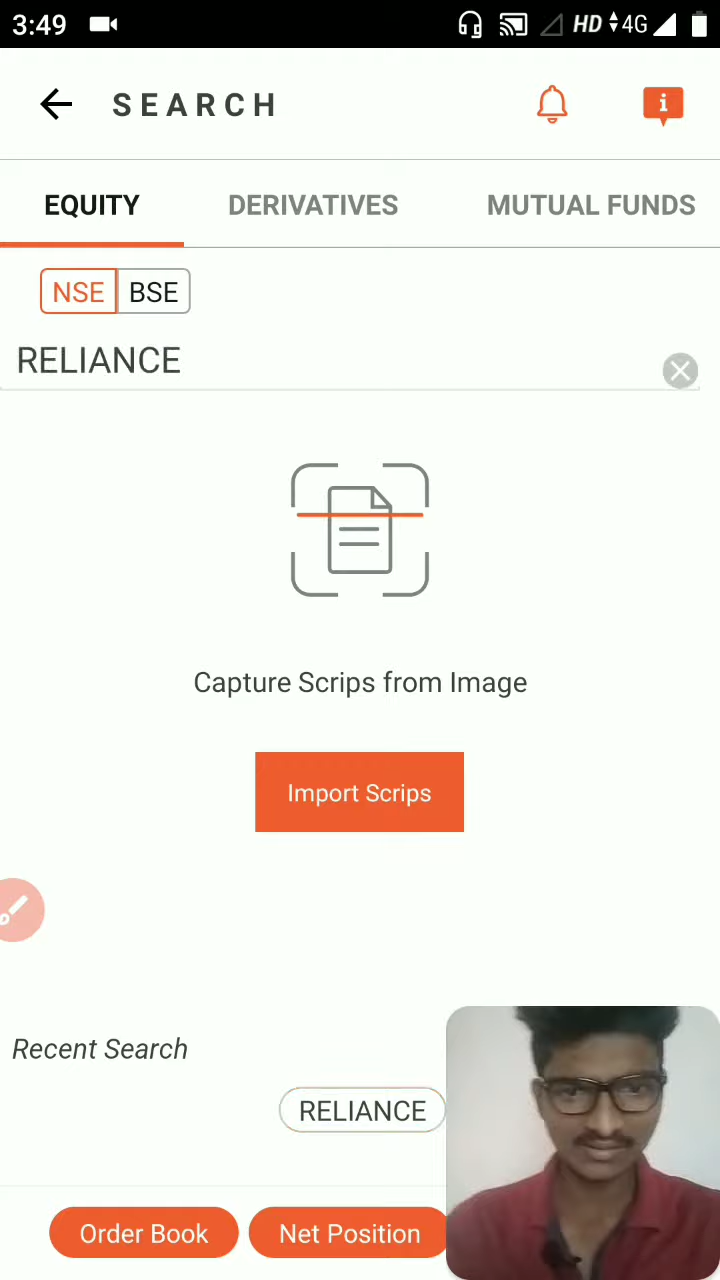 3:49 HD 4G
SEARCH
EQUITY DERIVATIVES MUTUAL FUNDS
NSE BSE
RELIANCE
Capture Scrips from Image
Import Scrips
Recent Search
RELIANCE
Order Book Net Position